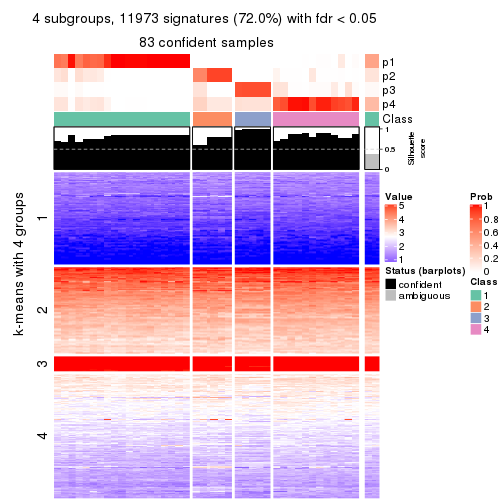 4 subgroups, 11973 signatures (72.0%) with fdr < 0.05
83 confident samples
p1
p2
p3
p4
Class
1
0.5
0
Silhouette
score
k-means with 4 groups
1
2
3
4
Value
5
4
3
2
1
Status (barplots)
confident
ambiguous
Prob
1
0.8
0.6
0.4
0.2
0
Class
1
2
3
4